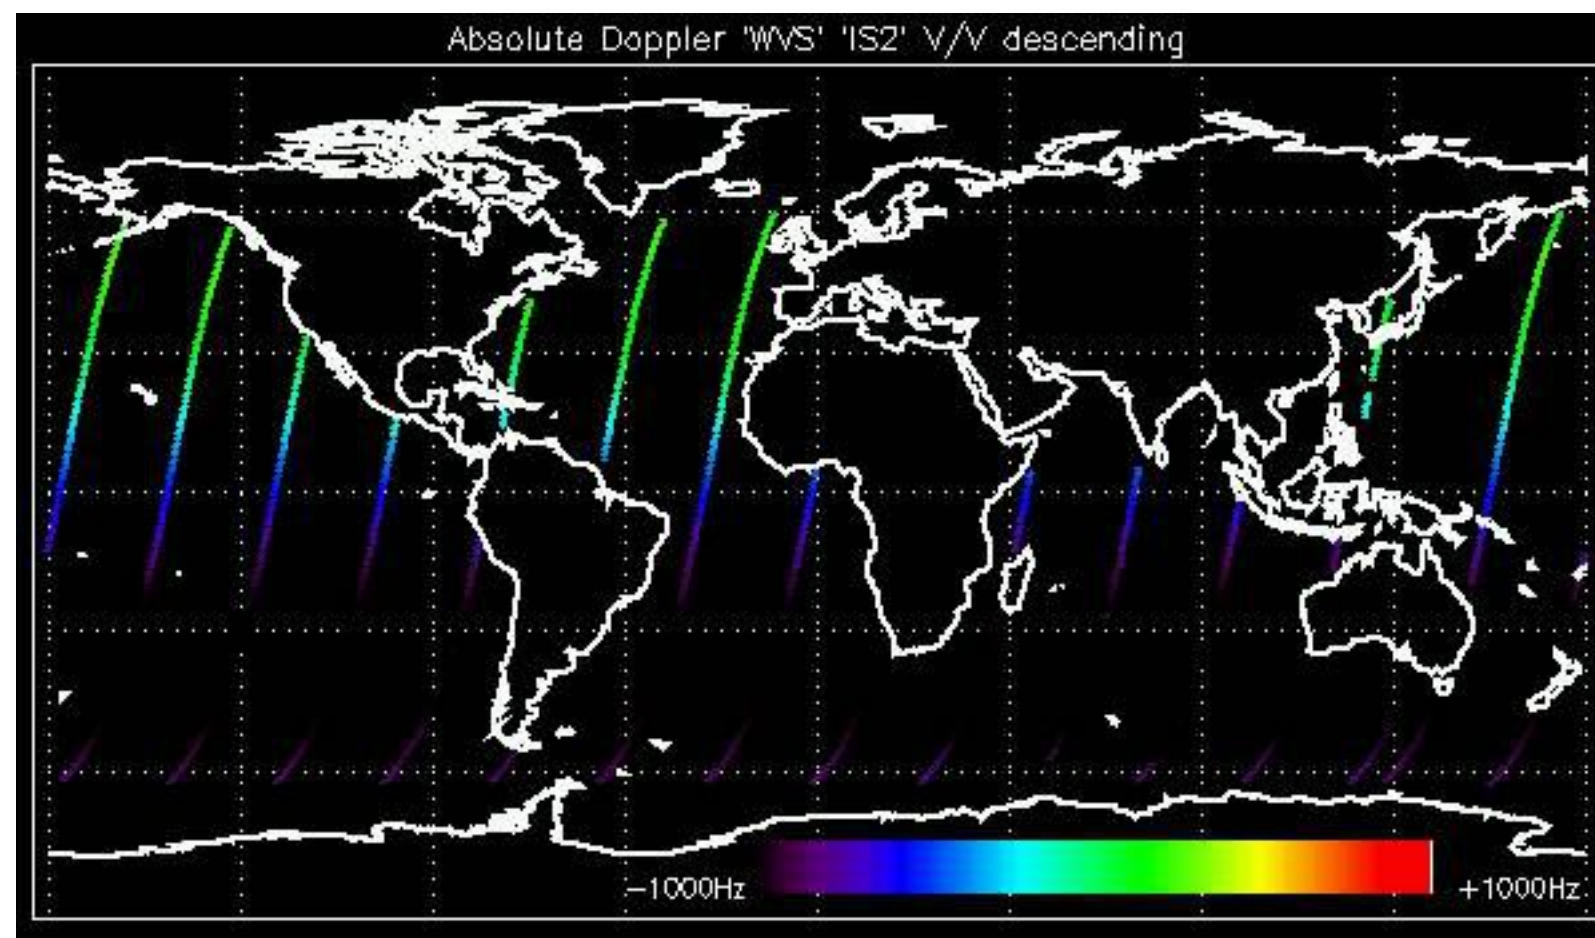 Absolute Doppler 'WVS' 'IS2' V/V descending
−1000Hz +1000Hz